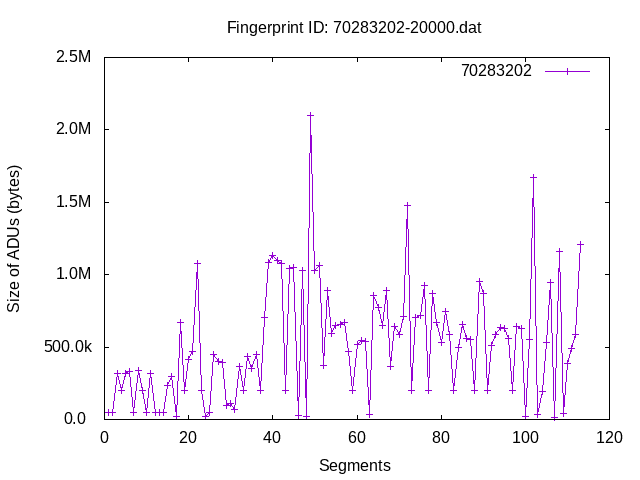 Fingerprint ID: 70283202-20000.dat
2.5M
70283202
2.0M
Size of ADUs (bytes)
1.5M
1.0M
500.0k
0.0
0 20 40 60 80 100 120
Segments